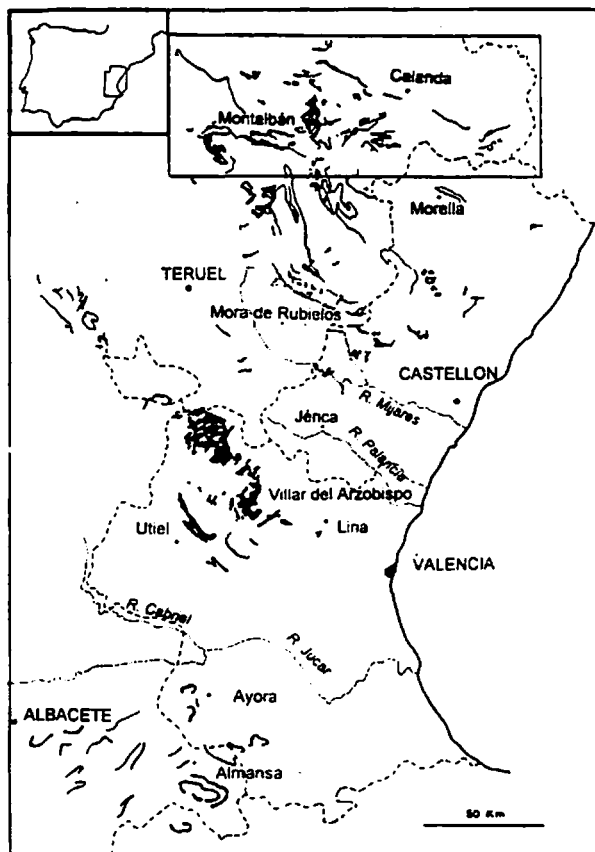 Calanda
Montalbán
Morella
TERUEL
Mora de Rubielos
CASTELLON
R. Mijares
Jérica
R. Palancia
Villar del Arzobispo
Utiel
Liria
VALENCIA
R. Cabriel
R. Jucar
Ayora
ALBACETE
Almansa
50 Km